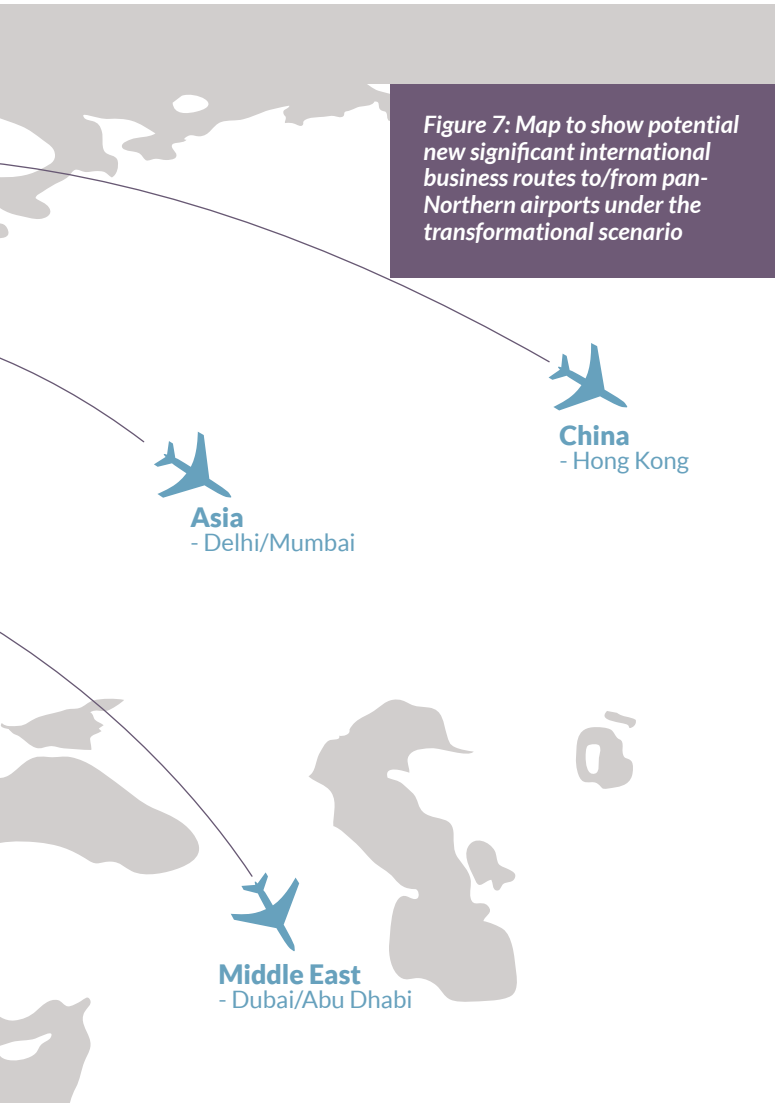 Figure 7: Map to show potential
new significant international
business routes to/from pan-
Northern airports under the
transformational scenario
China
- Hong Kong
Asia
- Delhi/Mumbai
Middle East
- Dubai/Abu Dhabi